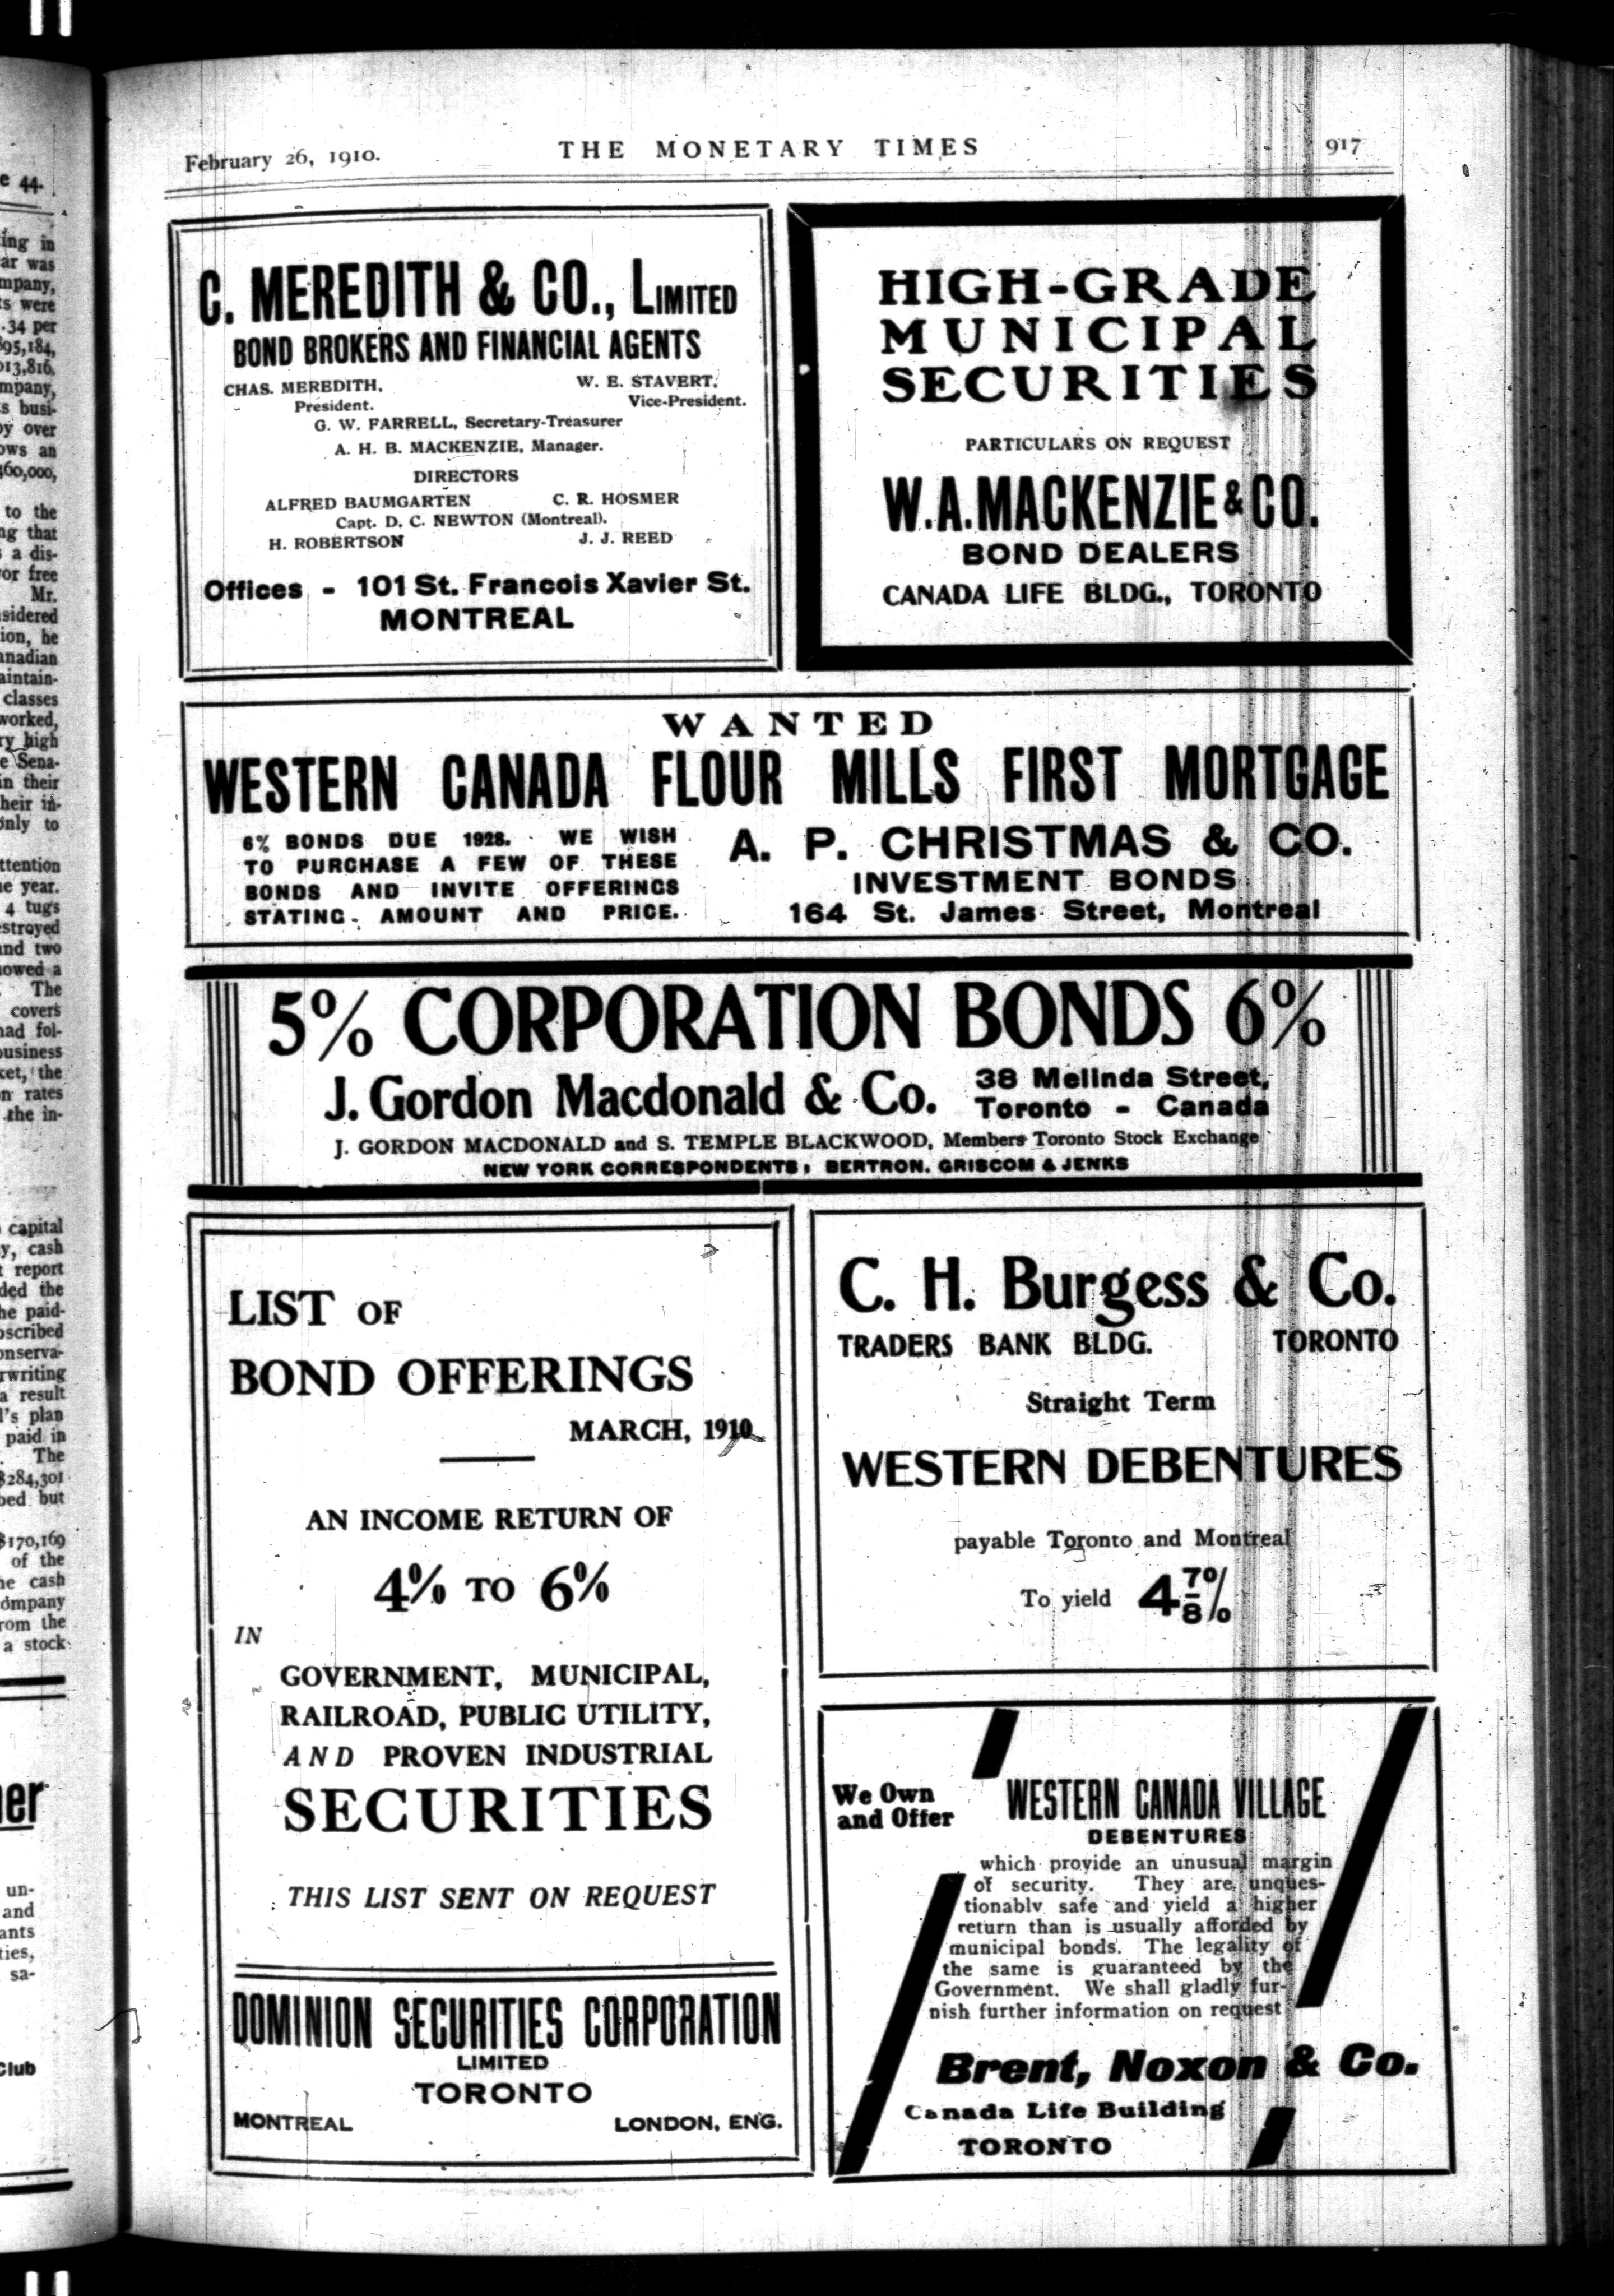 February 26, 1910.
THE MONETARY TIMES
917
C. MEREDITH & CO., LIMITED
BOND BROKERS AND FINANCIAL AGENTS
CHAS. MEREDITH, W. E. STAVERT,
President. Vice-President.
G. W. FARRELL, Secretary-Treasurer
A. H. B. MACKENZIE, Manager.
DIRECTORS
ALFRED BAUMGARTEN C. R. HOSMER
Capt. D. C. NEWTON (Montreal).
H. ROBERTSON J. J. REED
Offices - 101 St. Francois Xavier St.
MONTREAL
HIGH-GRADE
MUNICIPAL
SECURITIES
PARTICULARS ON REQUEST
W.A. MACKENZIE & CO.
BOND DEALERS
CANADA LIFE BLDG., TORONTO
WANTED
WESTERN CANADA FLOUR MILLS FIRST MORTGAGE
6% BONDS DUE 1928. WE WISH
TO PURCHASE A FEW OF THESE
BONDS AND INVITE OFFERINGS
STATING AMOUNT AND PRICE.
A. P. CHRISTMAS & CO.
INVESTMENT BONDS
164 St. James Street, Montreal
5% CORPORATION BONDS 6%
J. Gordon Macdonald & Co.
38 Melinda Street,
Toronto - Canada
J. GORDON MACDONALD and S. TEMPLE BLACKWOOD, Members Toronto Stock Exchange
NEW YORK CORRESPONDENTS, BERTRON, GRISCOM & JENKS
LIST OF
BOND OFFERINGS
MARCH, 1910
AN INCOME RETURN OF
4% TO 6%
IN
GOVERNMENT, MUNICIPAL,
RAILROAD, PUBLIC UTILITY,
AND PROVEN INDUSTRIAL
SECURITIES
THIS LIST SENT ON REQUEST
DOMINION SECURITIES CORPORATION
LIMITED
TORONTO
MONTREAL LONDON, ENG.
C. H. Burgess & Co.
TRADERS BANK BLDG. TORONTO
Straight Term
WESTERN DEBENTURES
payable Toronto and Montreal
To yield 4⅞%
We Own
and Offer
WESTERN CANADA VILLAGE
DEBENTURES
which provide an unusual margin
of security. They are unques-
tionably safe and yield a higher
return than is usually afforded by
municipal bonds. The legality of
the same is guaranteed by the
Government. We shall gladly fur-
nish further information on request
Brent, Noxon & Co.
Canada Life Building
TORONTO